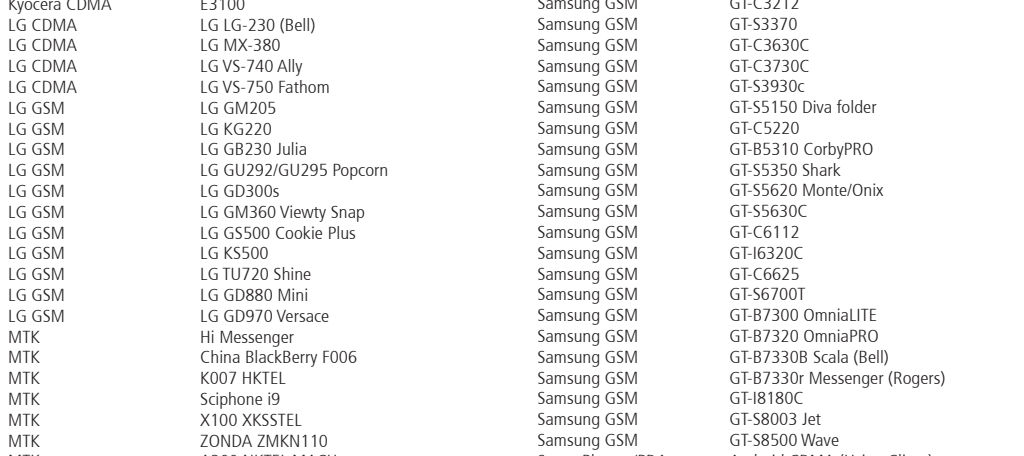 Kyocera CDMA E3100
LG CDMA LG LG-230 (Bell)
LG CDMA LG MX-380
LG CDMA LG VS-740 Ally
LG CDMA LG VS-750 Fathom
LG GSM LG GM205
LG GSM LG KG220
LG GSM LG GB230 Julia
LG GSM LG GU292/GU295 Popcorn
LG GSM LG GD300s
LG GSM LG GM360 Viewty Snap
LG GSM LG GS500 Cookie Plus
LG GSM LG KS500
LG GSM LG TU720 Shine
LG GSM LG GD880 Mini
LG GSM LG GD970 Versace
MTK Hi Messenger
MTK China BlackBerry F006
MTK K007 HKTEL
MTK Sciphone i9
MTK X100 XKSSTEL
MTK ZONDA ZMKN110
MTK
Samsung GSM GT-C3212
Samsung GSM GT-S3370
Samsung GSM GT-C3630C
Samsung GSM GT-C3730C
Samsung GSM GT-S3930c
Samsung GSM GT-S5150 Diva folder
Samsung GSM GT-C5220
Samsung GSM GT-B5310 CorbyPRO
Samsung GSM GT-S5350 Shark
Samsung GSM GT-S5620 Monte/Onix
Samsung GSM GT-S5630C
Samsung GSM GT-C6112
Samsung GSM GT-I6320C
Samsung GSM GT-C6625
Samsung GSM GT-S6700T
Samsung GSM GT-B7300 OmniaLITE
Samsung GSM GT-B7320 OmniaPRO
Samsung GSM GT-B7330B Scala (Bell)
Samsung GSM GT-B7330r Messenger (Rogers)
Samsung GSM GT-I8180C
Samsung GSM GT-S8003 Jet
Samsung GSM GT-S8500 Wave
Android CDMA